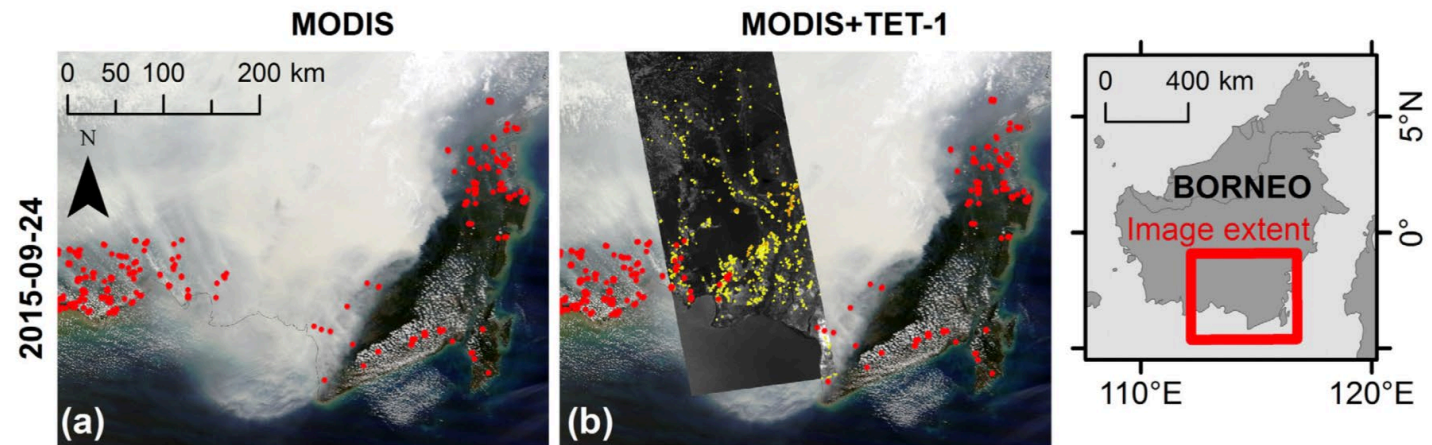 MODIS
MODIS+TET-1
0 50 100 200 km
N
2015-09-24
(a)
(b)
0 400 km
BORNEO
Image extent
5°N
0°
110°E 120°E